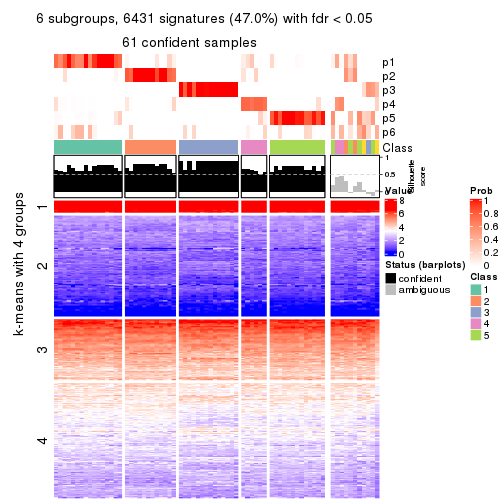 6 subgroups, 6431 signatures (47.0%) with fdr < 0.05
61 confident samples
p1
p2
p3
p4
p5
p6
Class
1
0.5
0
Silhouette
score
k-means with 4 groups
1
2
3
4
Value
8
6
4
2
0
Status (barplots)
confident
ambiguous
Prob
1
0.8
0.6
0.4
0.2
0
Class
1
2
3
4
5